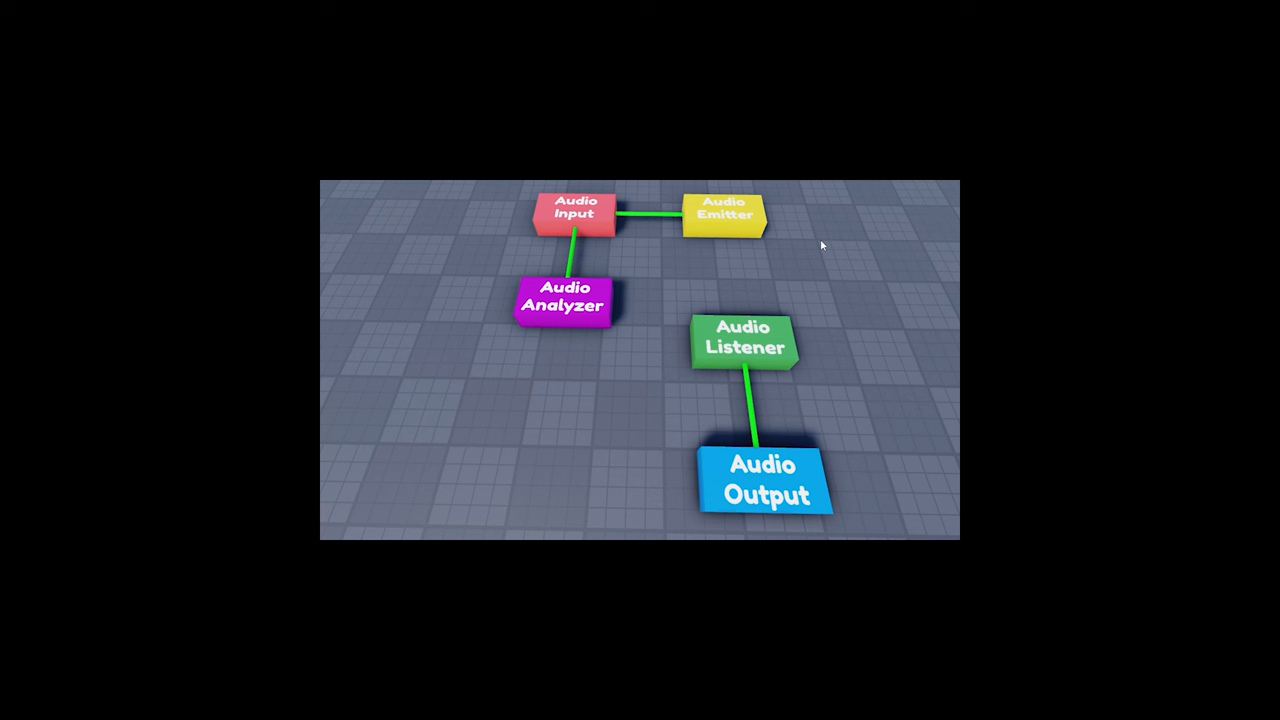 Audio
Input
Audio
Emitter
Audio
Analyzer
Audio
Listener
Audio
Output